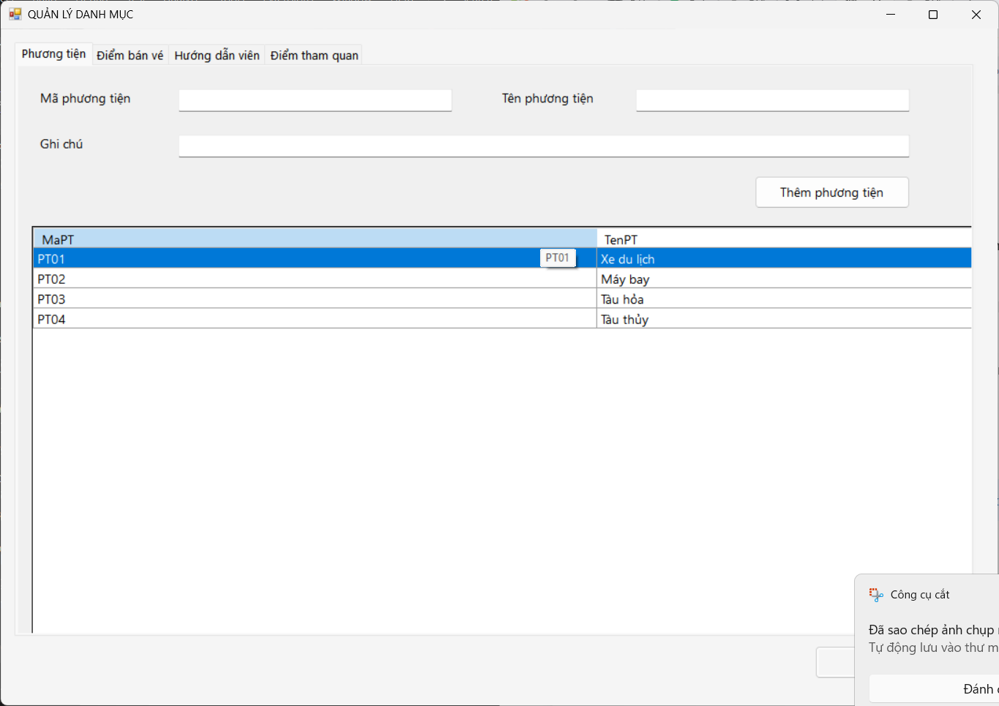 QUẢN LÝ DANH MỤC
Phương tiện Điểm bán vé Hướng dẫn viên Điểm tham quan
Mã phương tiện Tên phương tiện
Ghi chú
Thêm phương tiện
MaPT TenPT
PT01 PT01 Xe du lịch
PT02 Máy bay
PT03 Tàu hỏa
PT04 Tàu thủy
Công cụ cắt
Đã sao chép ảnh chụp
Tự động lưu vào thư
Đánh